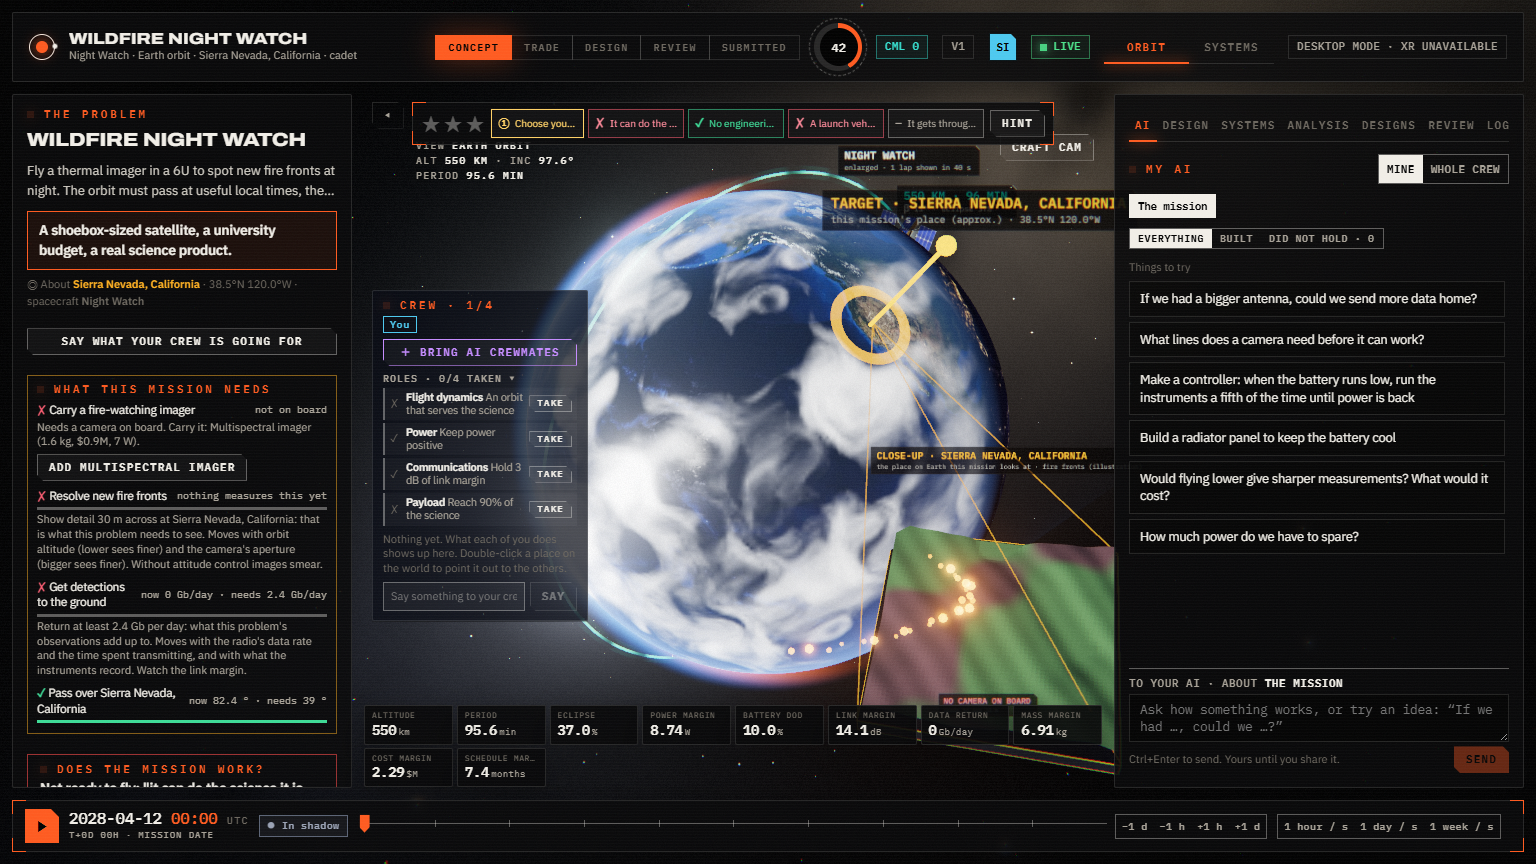 WILDFIRE NIGHT WATCH
Night Watch · Earth orbit · Sierra Nevada, California · cadet
CONCEPT
TRADE
DESIGN
REVIEW
SUBMITTED
42
CML 0
V1
SI
LIVE
ORBIT
SYSTEMS
DESKTOP MODE · XR UNAVAILABLE
THE PROBLEM
WILDFIRE NIGHT WATCH
Fly a thermal imager in a 6U to spot new fire fronts at
night. The orbit must pass at useful local times, the...
A shoebox-sized satellite, a university
budget, a real science product.
About Sierra Nevada, California · 38.5°N 120.0°W ·
spacecraft Night Watch
SAY WHAT YOUR CREW IS GOING FOR
WHAT THIS MISSION NEEDS
✗ Carry a fire-watching imager
not on board
Needs a camera on board. Carry it: Multispectral imager
(1.6 kg, $0.9M, 7 W).
ADD MULTISPECTRAL IMAGER
✗ Resolve new fire fronts
nothing measures this yet
Show detail 30 m across at Sierra Nevada, California: that
is what this problem needs to see. Moves with orbit
altitude (lower sees finer) and the camera's aperture
(bigger sees finer). Without attitude control images smear.
✗ Get detections
to the ground
now 0 Gb/day · needs 2.4 Gb/day
Return at least 2.4 Gb per day: what this problem's
observations add up to. Moves with the radio's data rate
and the time spent transmitting, and with what the
instruments record. Watch the link margin.
✓ Pass over Sierra Nevada,
California
now 82.4 ° · needs 39 °
DOES THE MISSION WORK?
① Choose you...
✗ It can do the ...
✓ No engineeri...
✗ A launch veh...
– It gets throug...
HINT
VIEW EARTH ORBIT
ALT 550 KM · INC 97.6°
PERIOD 95.6 MIN
CRAFT CAM
NIGHT WATCH
enlarged · 1 lap shown in 40 s
550 KM · 96 MIN
TARGET · SIERRA NEVADA, CALIFORNIA
this mission's place (approx.) · 38.5°N 120.0°W
CREW · 1/4
You
+ BRING AI CREWMATES
ROLES · 0/4 TAKEN ▾
✗ Flight dynamics An orbit
that serves the science
TAKE
✓ Power Keep power
positive
TAKE
✓ Communications Hold 3
dB of link margin
TAKE
✗ Payload Reach 90% of
the science
TAKE
Nothing yet. What each of you does
shows up here. Double-click a place on
the world to point it out to the others.
Say something to your cre
SAY
CLOSE-UP · SIERRA NEVADA, CALIFORNIA
the place on Earth this mission looks at · fire fronts (illust
NO CAMERA ON BOARD
ALTITUDE
550 km
PERIOD
95.6 min
ECLIPSE
37.0 %
POWER MARGIN
8.74 W
BATTERY DOD
10.0 %
LINK MARGIN
14.1 dB
DATA RETURN
0 Gb/day
MASS MARGIN
6.91 kg
COST MARGIN
2.29 $M
SCHEDULE MAR...
7.4 months
AI
DESIGN
SYSTEMS
ANALYSIS
DESIGNS
REVIEW
LOG
MY AI
MINE
WHOLE CREW
The mission
EVERYTHING
BUILT
DID NOT HOLD · 0
Things to try
If we had a bigger antenna, could we send more data home?
What lines does a camera need before it can work?
Make a controller: when the battery runs low, run the
instruments a fifth of the time until power is back
Build a radiator panel to keep the battery cool
Would flying lower give sharper measurements? What would it
cost?
How much power do we have to spare?
TO YOUR AI · ABOUT THE MISSION
Ask how something works, or try an idea: “If we
had …, could we …?”
Ctrl+Enter to send. Yours until you share it.
SEND
2028-04-12 00:00 UTC
T+0D 00H · MISSION DATE
In shadow
−1 d
−1 h
+1 h
+1 d
1 hour / s
1 day / s
1 week / s